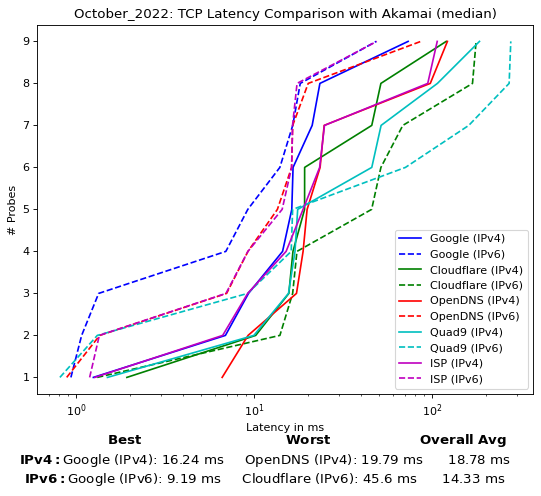 October_2022: TCP Latency Comparison with Akamai (median)
# Probes
9
8
7
6
5
4
3
2
1
Google (IPv4)
Google (IPv6)
Cloudflare (IPv4)
Cloudflare (IPv6)
OpenDNS (IPv4)
OpenDNS (IPv6)
Quad9 (IPv4)
Quad9 (IPv6)
ISP (IPv4)
ISP (IPv6)
10⁰ 10¹ 10²
Latency in ms
Best Worst Overall Avg
IPv4: Google (IPv4): 16.24 ms OpenDNS (IPv4): 19.79 ms 18.78 ms
IPv6: Google (IPv6): 9.19 ms Cloudflare (IPv6): 45.6 ms 14.33 ms